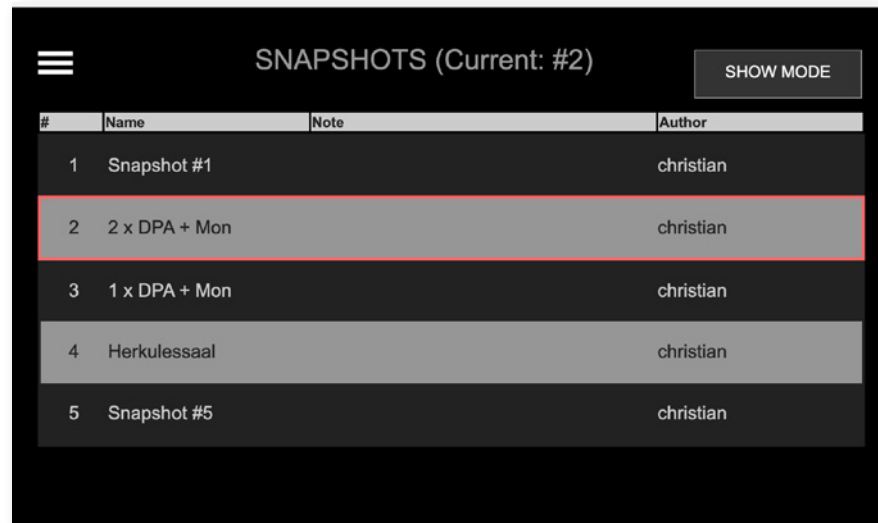 SNAPSHOTS (Current: #2)
SHOW MODE
# Name Note Author
1 Snapshot #1 christian
2 2 x DPA + Mon christian
3 1 x DPA + Mon christian
4 Herkulessaal christian
5 Snapshot #5 christian